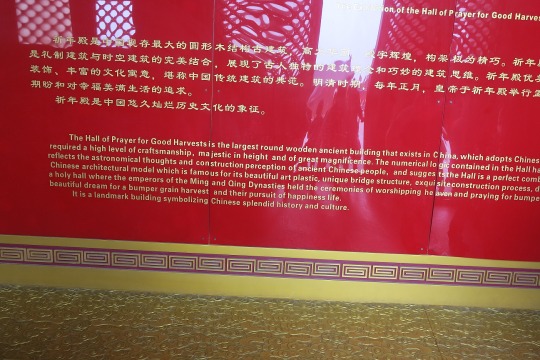 of the Hall of Prayer for Good Harvests
祈年殿是中国现存最大的圆形木结构古建筑
是礼制建筑与时空建筑的完美结合，展现了古人独特的建筑和巧妙的建筑思维。祈年殿优美
装饰、丰富的文化寓意，堪称中国传统建筑的典范。明清时期，每年正月，皇帝于祈年殿举行
期盼和对幸福美满生活的追求。
祈年殿是中国悠久灿烂历史文化的象征。
The Hall of Prayer for Good Harvests is the largest round wooden ancient building that exists in China, which adopts Chinese
required a high level of craftsmanship, majestic in height and of great magnificence. The numerical logic contained in the Hall
reflects the astronomical thoughts and construction perception of ancient Chinese people, and suggests the Hall is a perfect
Chinese architectural model which is famous for its beautiful art plastic, unique bridge structure, exquisite construction process,
a holy hall where the emperors of the Ming and Qing Dynasties held the ceremonies of worshipping heaven and praying for bumper
beautiful dream for a bumper grain harvest and their pursuit of happiness life.
It is a landmark building symbolizing Chinese splendid history and culture.